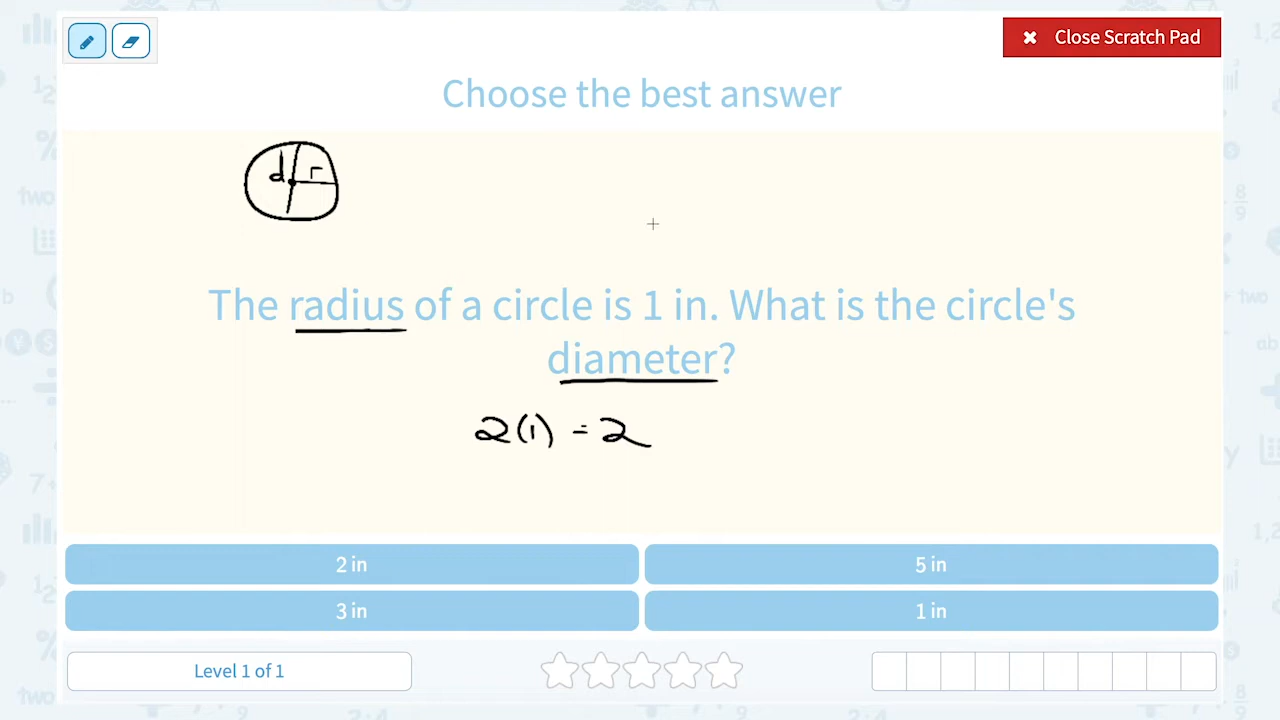 Close Scratch Pad
Choose the best answer
d r
The radius of a circle is 1 in. What is the circle's
diameter?
2(1) = 2
2 in
5 in
3 in
1 in
Level 1 of 1